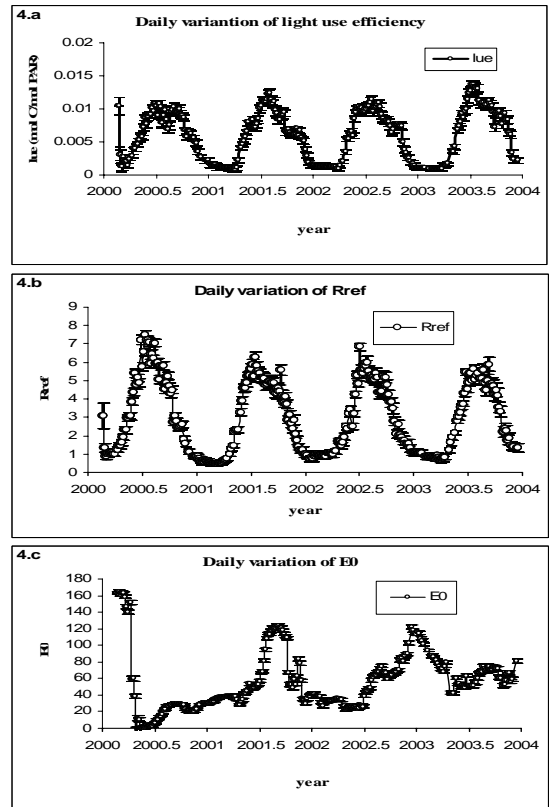 4.a
Daily variantion of light use efficiency
lue
lue (mol C/mol PAR)
0.02
0.015
0.01
0.005
0
2000 2000.5 2001 2001.5 2002 2002.5 2003 2003.5 2004
year
4.b
Daily variation of Rref
Rref
Rref
9
8
7
6
5
4
3
2
1
0
2000 2000.5 2001 2001.5 2002 2002.5 2003 2003.5 2004
year
4.c
Daily variation of E0
E0
E0
180
160
140
120
100
80
60
40
20
0
2000 2000.5 2001 2001.5 2002 2002.5 2003 2003.5 2004
year